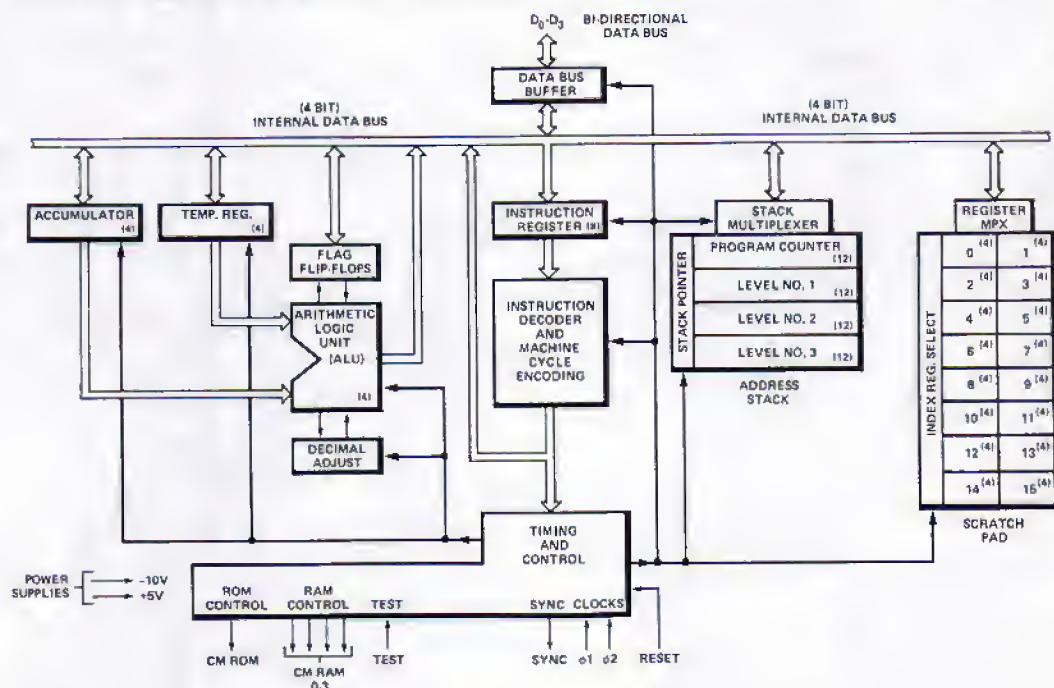 D0-D3 BI-DIRECTIONAL
DATA BUS
DATA BUS
BUFFER
(4 BIT)
INTERNAL DATA BUS
(4 BIT)
INTERNAL DATA BUS
ACCUMULATOR
(4)
TEMP. REG.
(4)
FLAG
FLIP-FLOPS
ARITHMETIC
LOGIC
UNIT
(ALU)
(4)
DECIMAL
ADJUST
INSTRUCTION
REGISTER (8)
INSTRUCTION
DECODER
AND
MACHINE
CYCLE
ENCODING
STACK
MULTIPLEXER
STACK POINTER
PROGRAM COUNTER
(12)
LEVEL NO. 1
(12)
LEVEL NO. 2
(12)
LEVEL NO. 3
(12)
ADDRESS
STACK
REGISTER
MPX
INDEX REG. SELECT
0 (4) 1 (4)
2 (4) 3 (4)
4 (4) 5 (4)
6 (4) 7 (4)
8 (4) 9 (4)
10 (4) 11 (4)
12 (4) 13 (4)
14 (4) 15 (4)
SCRATCH
PAD
TIMING
AND
CONTROL
POWER
SUPPLIES
-10V
+5V
ROM
CONTROL
RAM
CONTROL
TEST
SYNC CLOCKS
CM ROM
CM RAM
0-3
TEST
SYNC
ø1 ø2
RESET